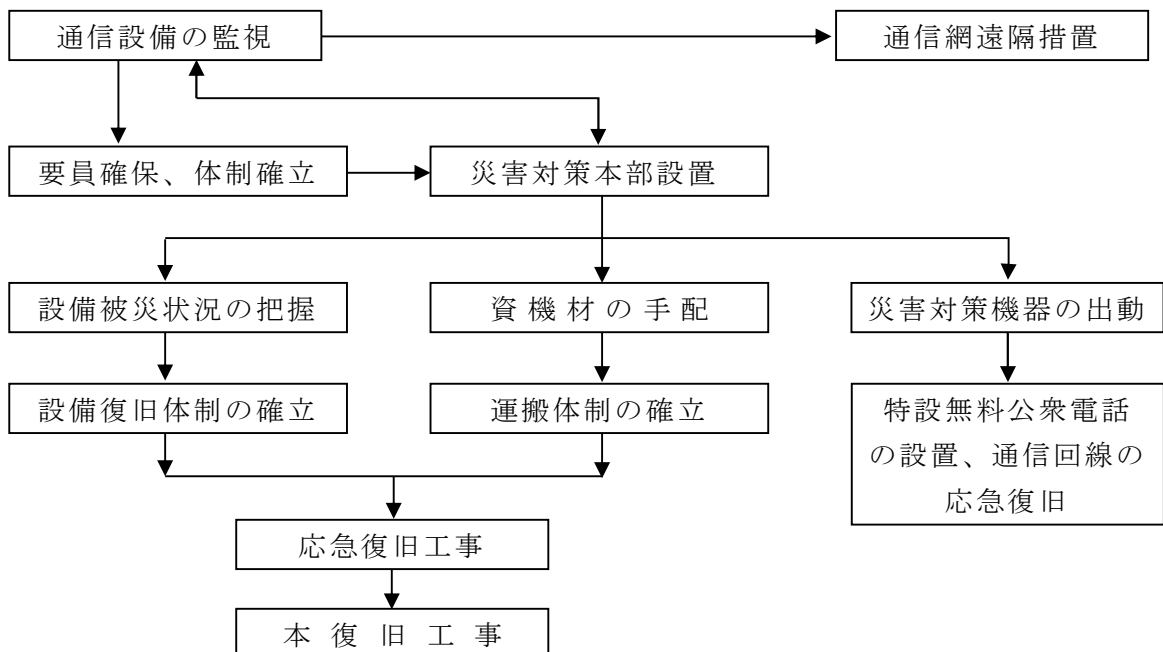 通信設備の監視
通信網遠隔措置
要員確保、体制確立
災害対策本部設置
設備被災状況の把握
資機材の手配
災害対策機器の出動
設備復旧体制の確立
運搬体制の確立
特設無料公衆電話
の設置、通信回線の
応急復旧
応急復旧工事
本復旧工事